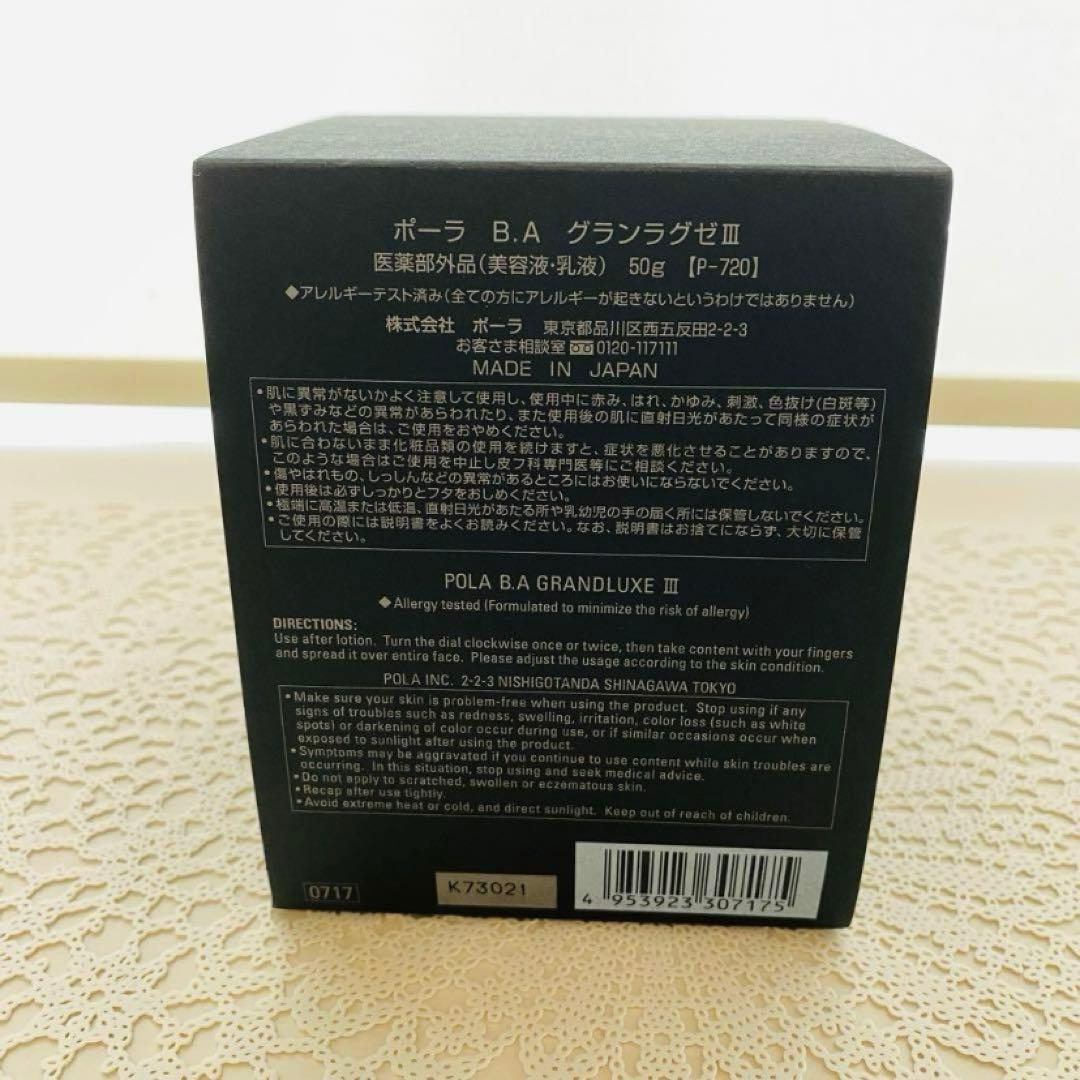 ポーラ B.A グランラグゼⅢ
医薬部外品(美容液・乳液) 50g 【P-720】
◆アレルギーテスト済み(全ての方にアレルギーが起きないというわけではありません)
株式会社 ポーラ 東京都品川区西五反田2-2-3
お客さま相談室 0120-117111
MADE IN JAPAN
•肌に異常がないかよく注意して使用し、使用中に赤み、はれ、かゆみ、刺激、色抜け(白斑等)
や黒ずみなどの異常があらわれたり、また使用後の肌に直射日光があたって同様の症状が
あらわれた場合は、ご使用をおやめください。
•肌に合わないまま化粧品類の使用を続けますと、症状を悪化させることがありますので、
このような場合はご使用を中止し皮フ科専門医等にご相談ください。
•傷やはれもの、しっしんなどの異常があるところにはお使いにならないでください。
•使用後は必ずしっかりとフタをおしめください。
•極端に高温または低温、直射日光があたる所や乳幼児の手の届く所には保管しないでください。
•ご使用の際には説明書をよくお読みください。なお、説明書はお捨てにならず、大切に保管
してください。
POLA B.A GRANDLUXE Ⅲ
◆Allergy tested (Formulated to minimize the risk of allergy)
DIRECTIONS:
Use after lotion. Turn the dial clockwise once or twice, then take content with your fingers
and spread it over entire face. Please adjust the usage according to the skin condition.
POLA INC. 2-2-3 NISHIGOTANDA SHINAGAWA TOKYO
•Make sure your skin is problem-free when using the product. Stop using if any
signs of troubles such as redness, swelling, irritation, color loss (such as white
spots) or darkening of color occur during use, or if similar occasions occur when
exposed to sunlight after using the product.
•Symptoms may be aggravated if you continue to use content while skin troubles are
occurring. In this situation, stop using and seek medical advice.
•Do not apply to scratched, swollen or eczematous skin.
•Recap after use tightly.
•Avoid extreme heat or cold, and direct sunlight. Keep out of reach of children.
0717
K73021
4 953923 307175